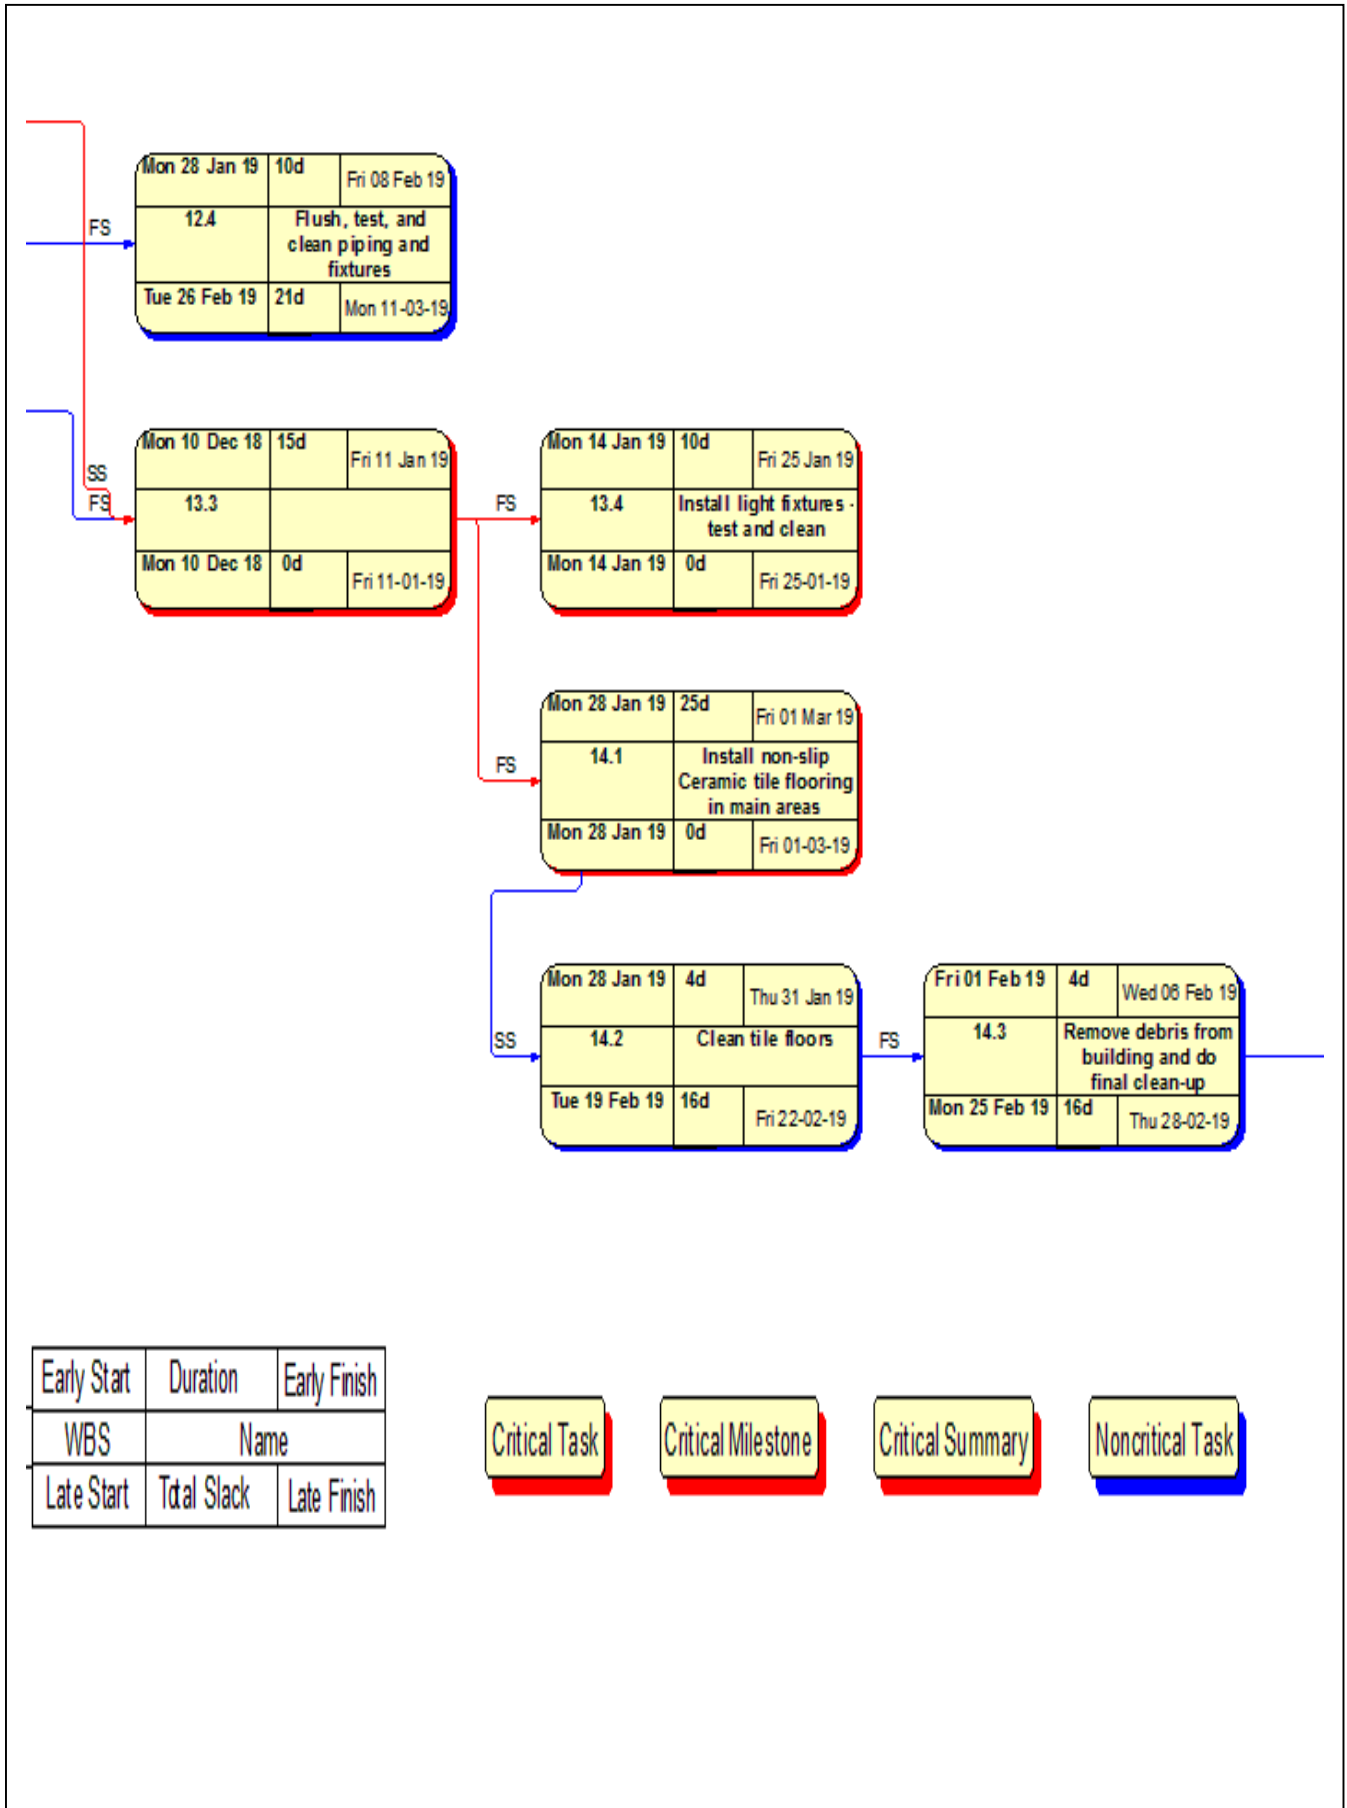 Mon 28 Jan 19 10d Fri 08 Feb 19
FS
12.4 Flush, test, and
clean piping and
fixtures
Tue 26 Feb 19 21d Mon 11-03-19
Mon 10 Dec 18 15d Fri 11 Jan 19
SS
FS
13.3
Mon 10 Dec 18 0d Fri 11-01-19
FS
Mon 14 Jan 19 10d Fri 25 Jan 19
13.4 Install light fixtures -
test and clean
Mon 14 Jan 19 0d Fri 25-01-19
Mon 28 Jan 19 25d Fri 01 Mar 19
FS
14.1 Install non-slip
Ceramic tile flooring
in main areas
Mon 28 Jan 19 0d Fri 01-03-19
Mon 28 Jan 19 4d Thu 31 Jan 19
SS
14.2 Clean tile floors
Tue 19 Feb 19 16d Fri 22-02-19
FS
Fri 01 Feb 19 4d Wed 06 Feb 19
14.3 Remove debris from
building and do
final clean-up
Mon 25 Feb 19 16d Thu 28-02-19
Early Start Duration Early Finish
WBS Name
Late Start Total Slack Late Finish
Critical Task
Critical Milestone
Critical Summary
Noncritical Task